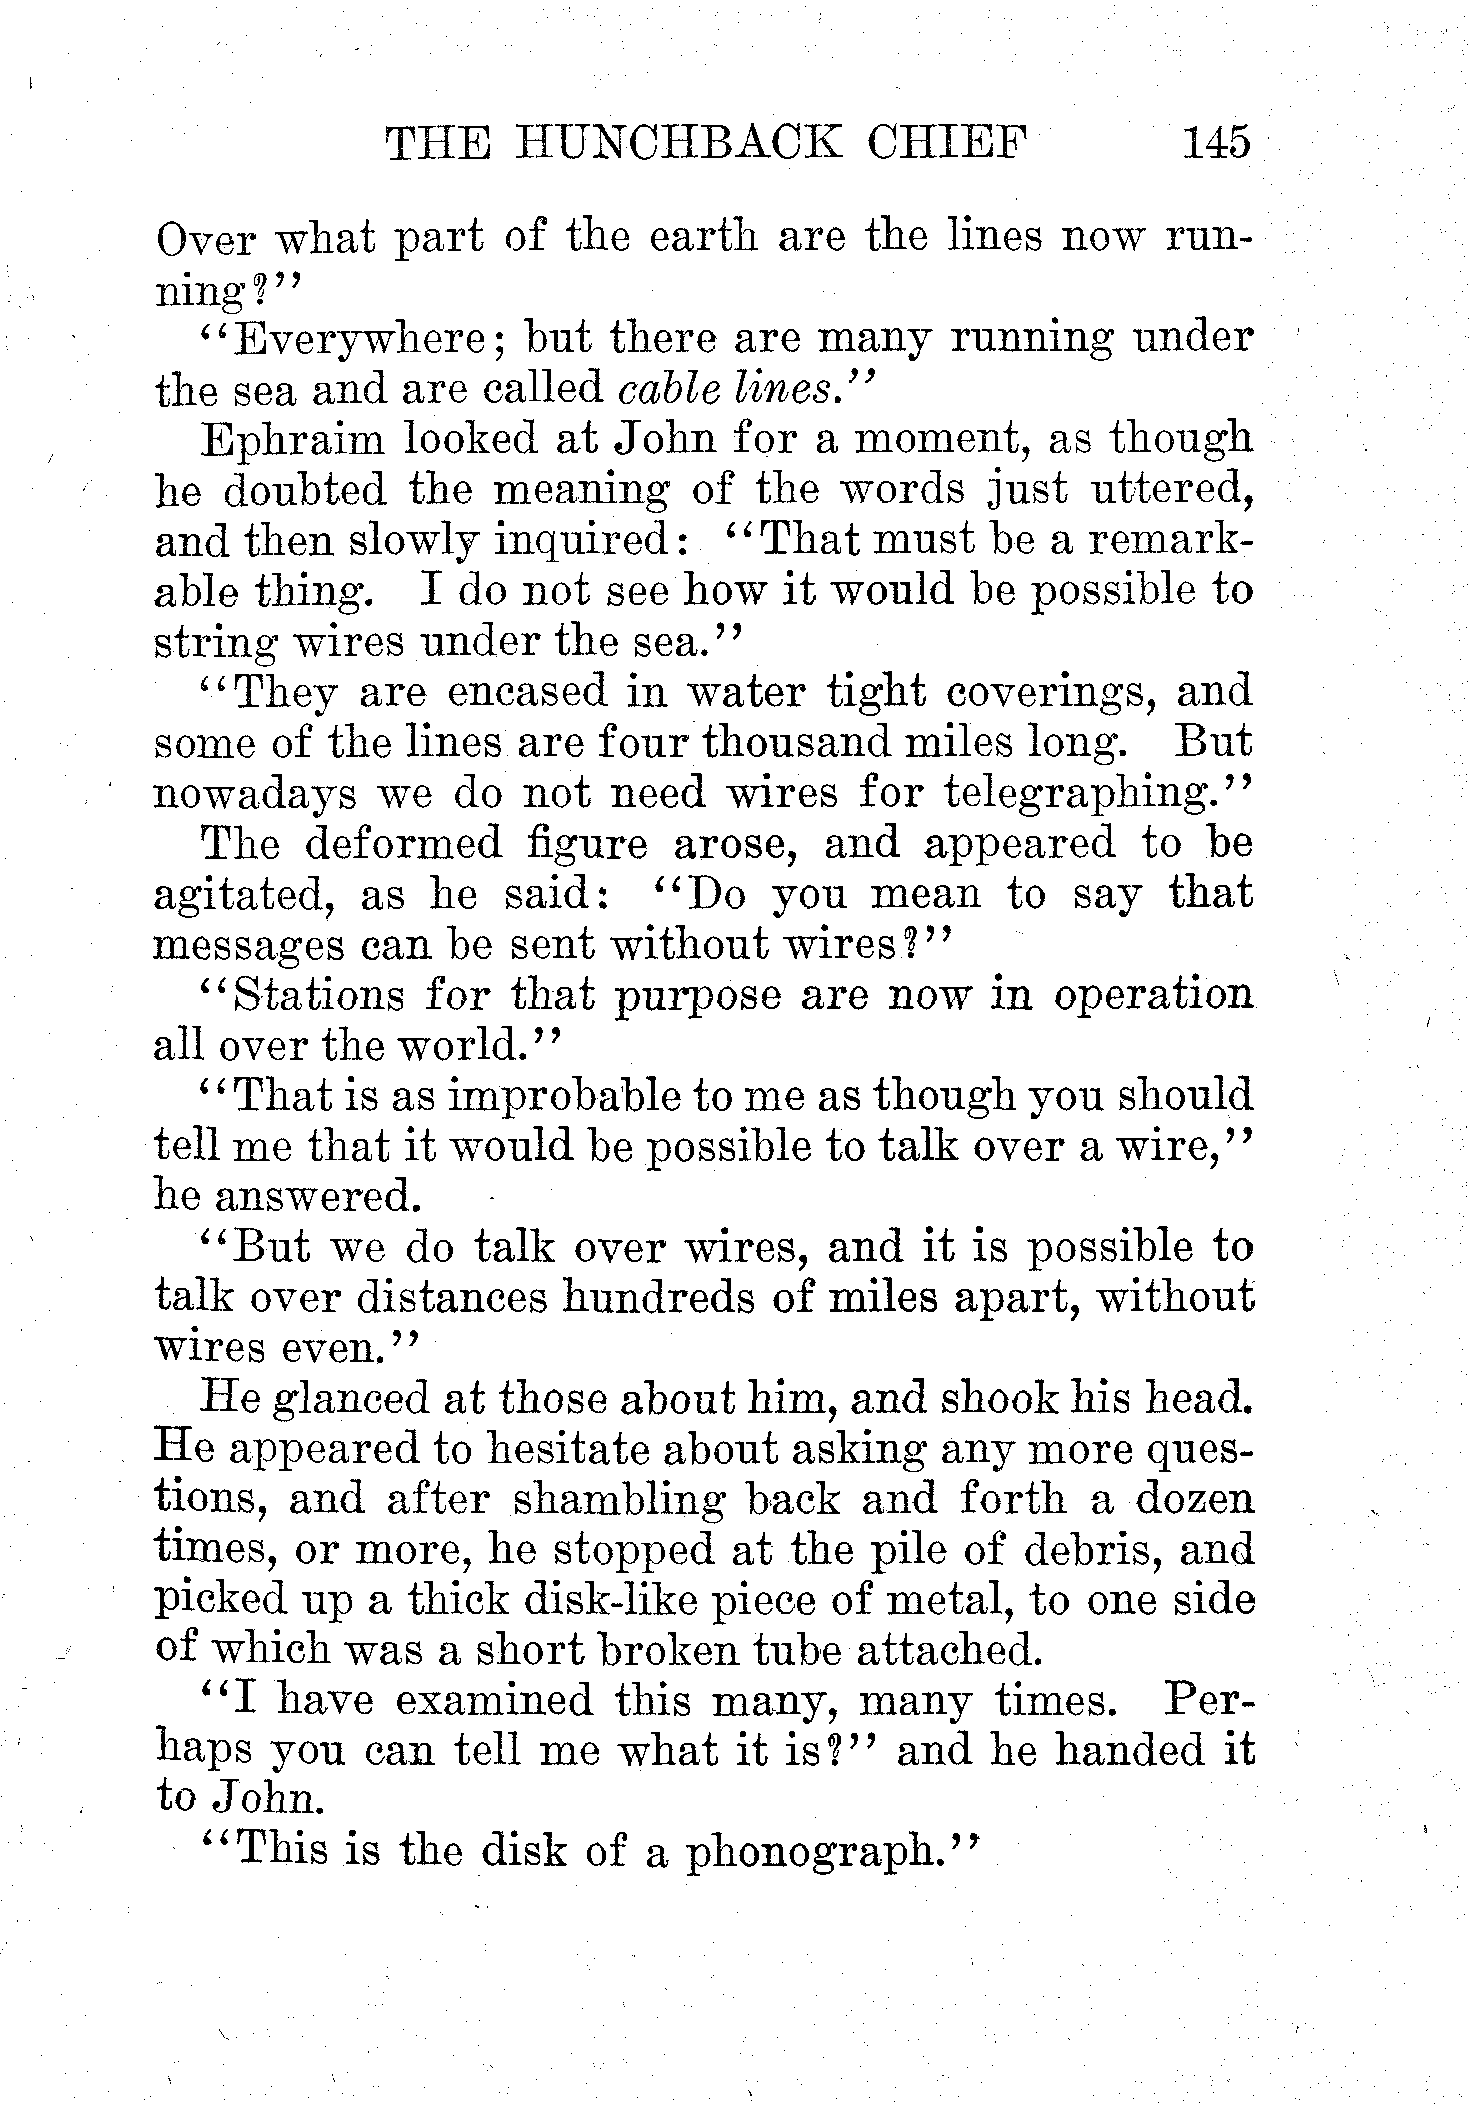 THE HUNCHBACK CHIEF 145
Over what part of the earth are the lines now run-
ning?''
''Everywhere; but there are many running under
the sea and are called cable lines.''
Ephraim looked at John for a moment, as though
he doubted the meaning of the words just uttered,
and then slowly inquired: ''That must be a remark-
able thing. I do not see how it would be possible to
string wires under the sea.''
''They are encased in water tight coverings, and
some of the lines are four thousand miles long. But
nowadays we do not need wires for telegraphing.''
The deformed figure arose, and appeared to be
agitated, as he said: ''Do you mean to say that
messages can be sent without wires?''
''Stations for that purpose are now in operation
all over the world.''
''That is as improbable to me as though you should
tell me that it would be possible to talk over a wire,''
he answered.
''But we do talk over wires, and it is possible to
talk over distances hundreds of miles apart, without
wires even.''
He glanced at those about him, and shook his head.
He appeared to hesitate about asking any more ques-
tions, and after shambling back and forth a dozen
times, or more, he stopped at the pile of debris, and
picked up a thick disk-like piece of metal, to one side
of which was a short broken tube attached.
''I have examined this many, many times. Per-
haps you can tell me what it is?'' and he handed it
to John.
''This is the disk of a phonograph.''